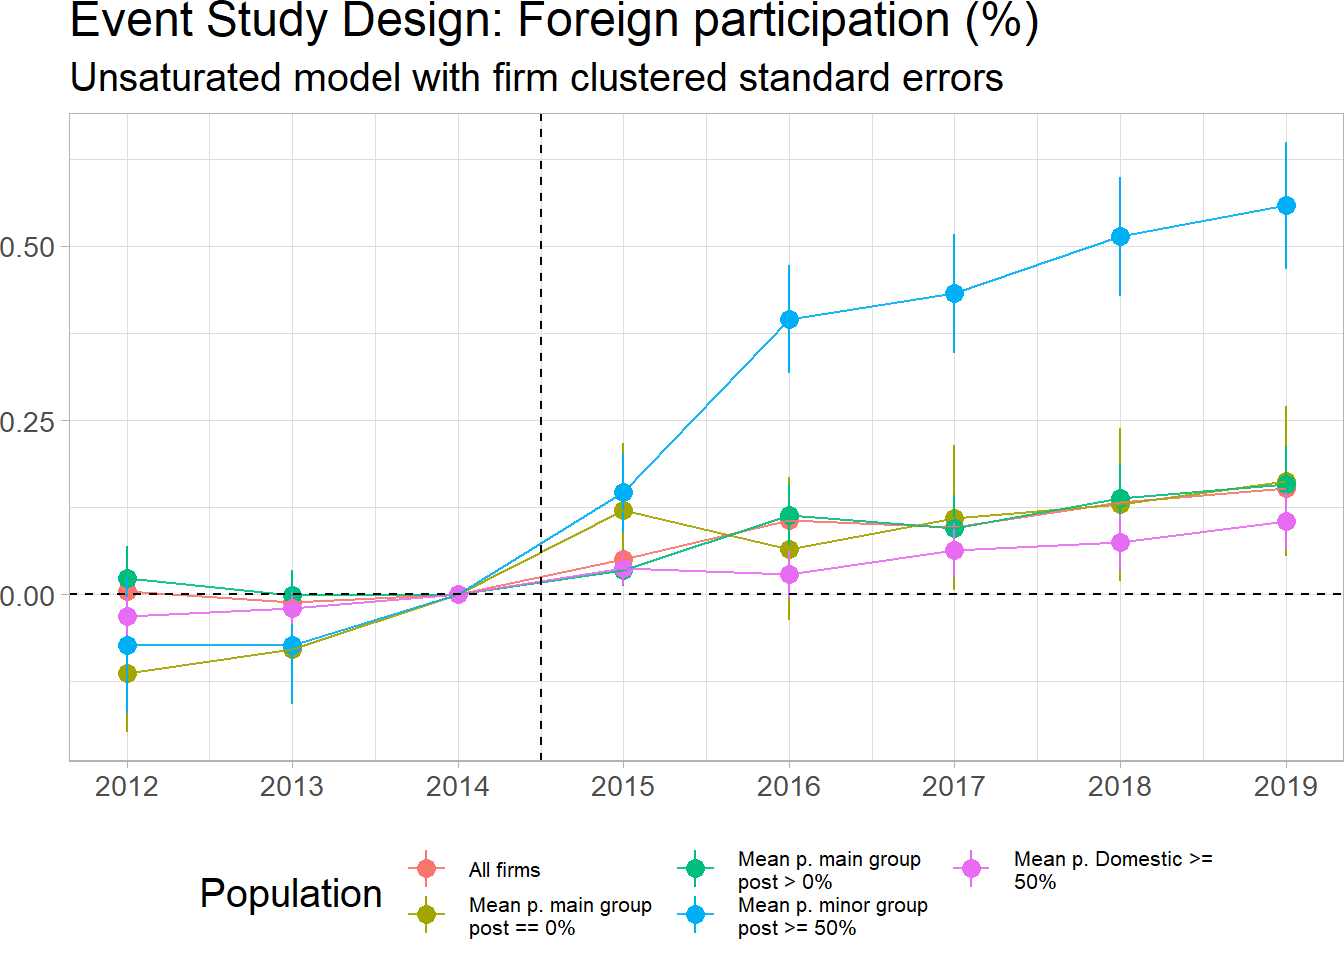 Event Study Design: Foreign participation (%)
Unsaturated model with firm clustered standard errors
0.50
0.25
0.00
2012 2013 2014 2015 2016 2017 2018 2019
Population
All firms
Mean p. main group
post == 0%
Mean p. main group
post > 0%
Mean p. minor group
post >= 50%
Mean p. Domestic >=
50%